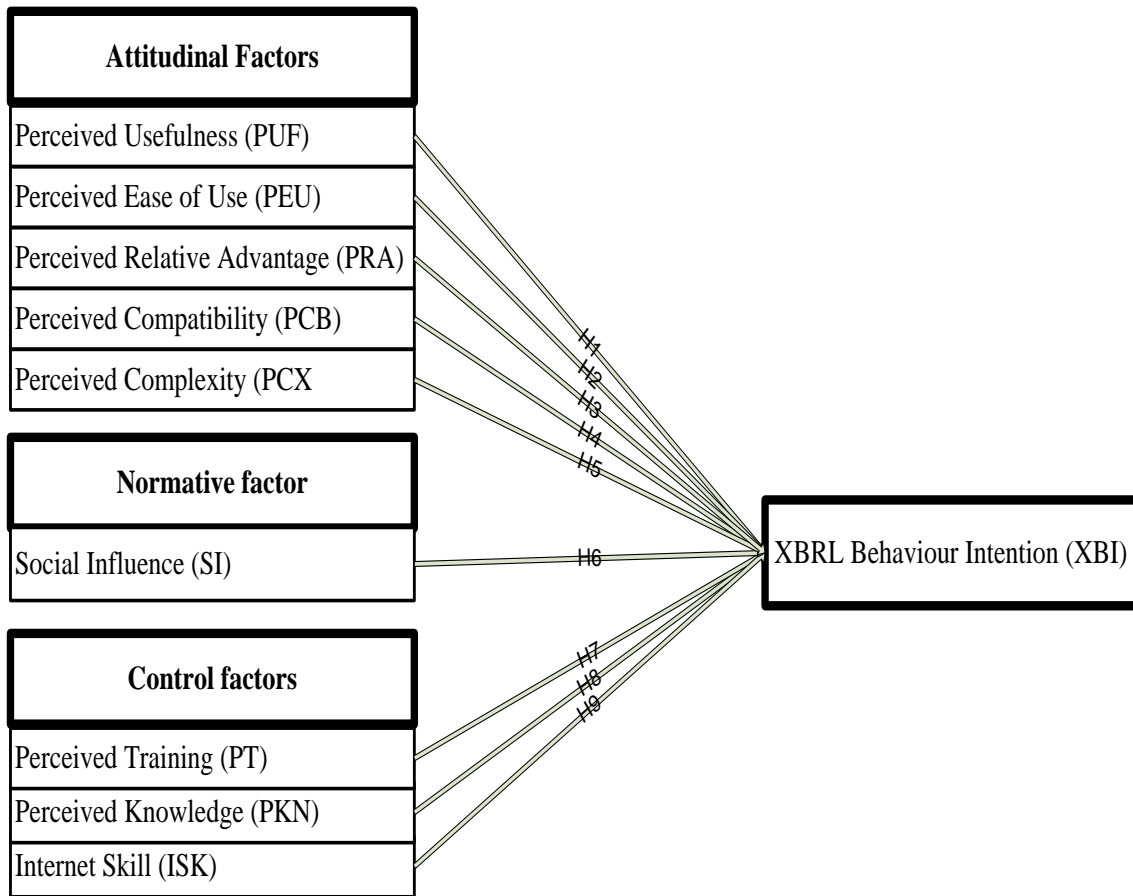 Attitudinal Factors
Perceived Usefulness (PUF)
Perceived Ease of Use (PEU)
Perceived Relative Advantage (PRA)
Perceived Compatibility (PCB)
Perceived Complexity (PCX
H1
H2
H3
H4
H5
Normative factor
Social Influence (SI)
H6
XBRL Behaviour Intention (XBI)
Control factors
Perceived Training (PT)
Perceived Knowledge (PKN)
Internet Skill (ISK)
H7
H8
H9